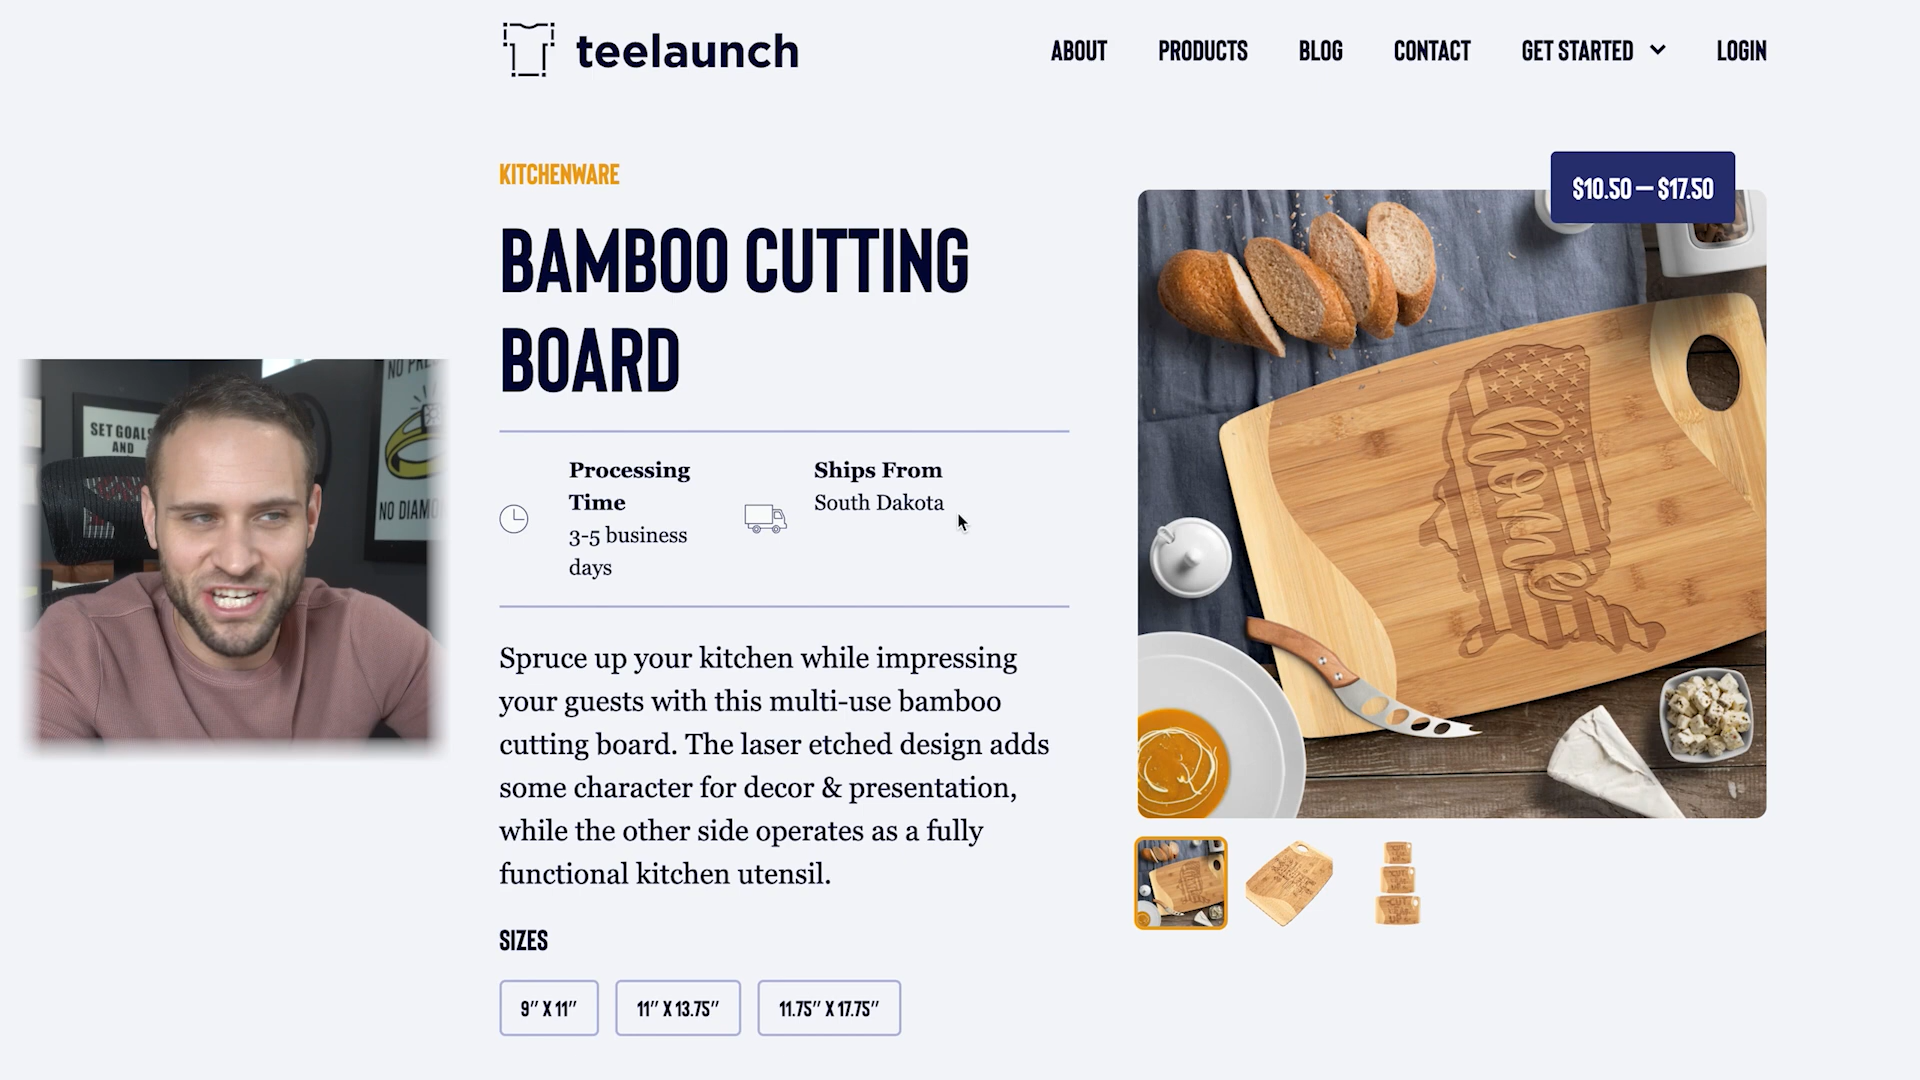 teelaunch
ABOUT
PRODUCTS
BLOG
CONTACT
GET STARTED
LOGIN
KITCHENWARE
BAMBOO CUTTING
BOARD
Processing
Time
3-5 business
days
Ships From
South Dakota
Spruce up your kitchen while impressing
your guests with this multi-use bamboo
cutting board. The laser etched design adds
some character for decor & presentation,
while the other side operates as a fully
functional kitchen utensil.
SIZES
9" X 11"
11" X 13.75"
11.75" X 17.75"
$10.50 – $17.50
home
SET GOALS
AND
NO
NO